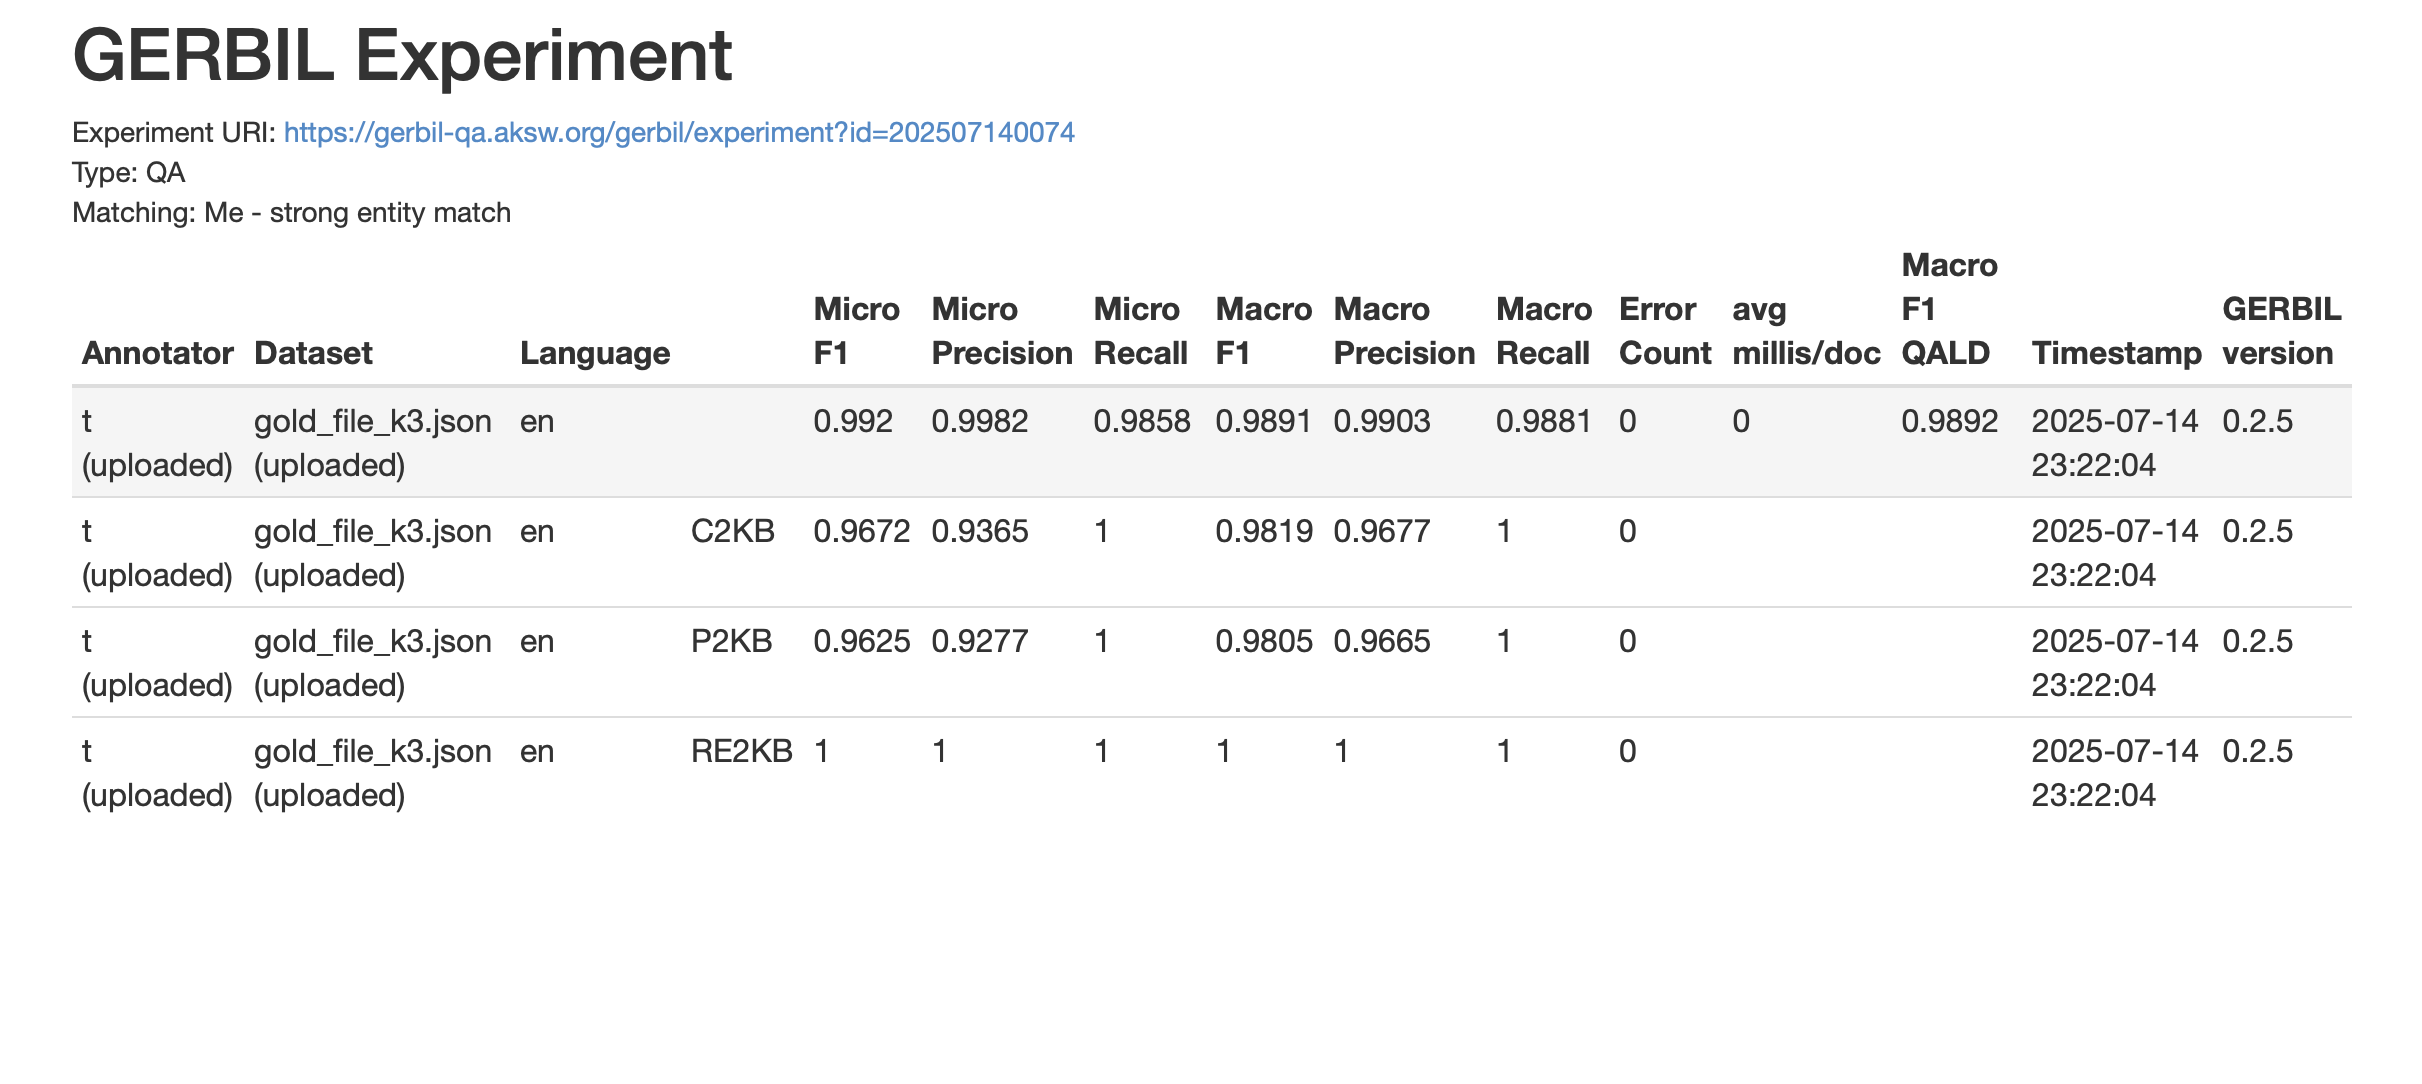 GERBIL Experiment
Experiment URI: https://gerbil-qa.aksw.org/gerbil/experiment?id=202507140074
Type: QA
Matching: Me - strong entity match
Annotator Dataset Language Micro F1 Micro Precision Micro Recall Macro F1 Macro Precision Macro Recall Error Count avg millis/doc Macro F1 QALD Timestamp GERBIL version
t (uploaded) gold_file_k3.json (uploaded) en 0.992 0.9982 0.9858 0.9891 0.9903 0.9881 0 0 0.9892 2025-07-14 23:22:04 0.2.5
t (uploaded) gold_file_k3.json (uploaded) en C2KB 0.9672 0.9365 1 0.9819 0.9677 1 0 2025-07-14 23:22:04 0.2.5
t (uploaded) gold_file_k3.json (uploaded) en P2KB 0.9625 0.9277 1 0.9805 0.9665 1 0 2025-07-14 23:22:04 0.2.5
t (uploaded) gold_file_k3.json (uploaded) en RE2KB 1 1 1 1 1 1 0 2025-07-14 23:22:04 0.2.5